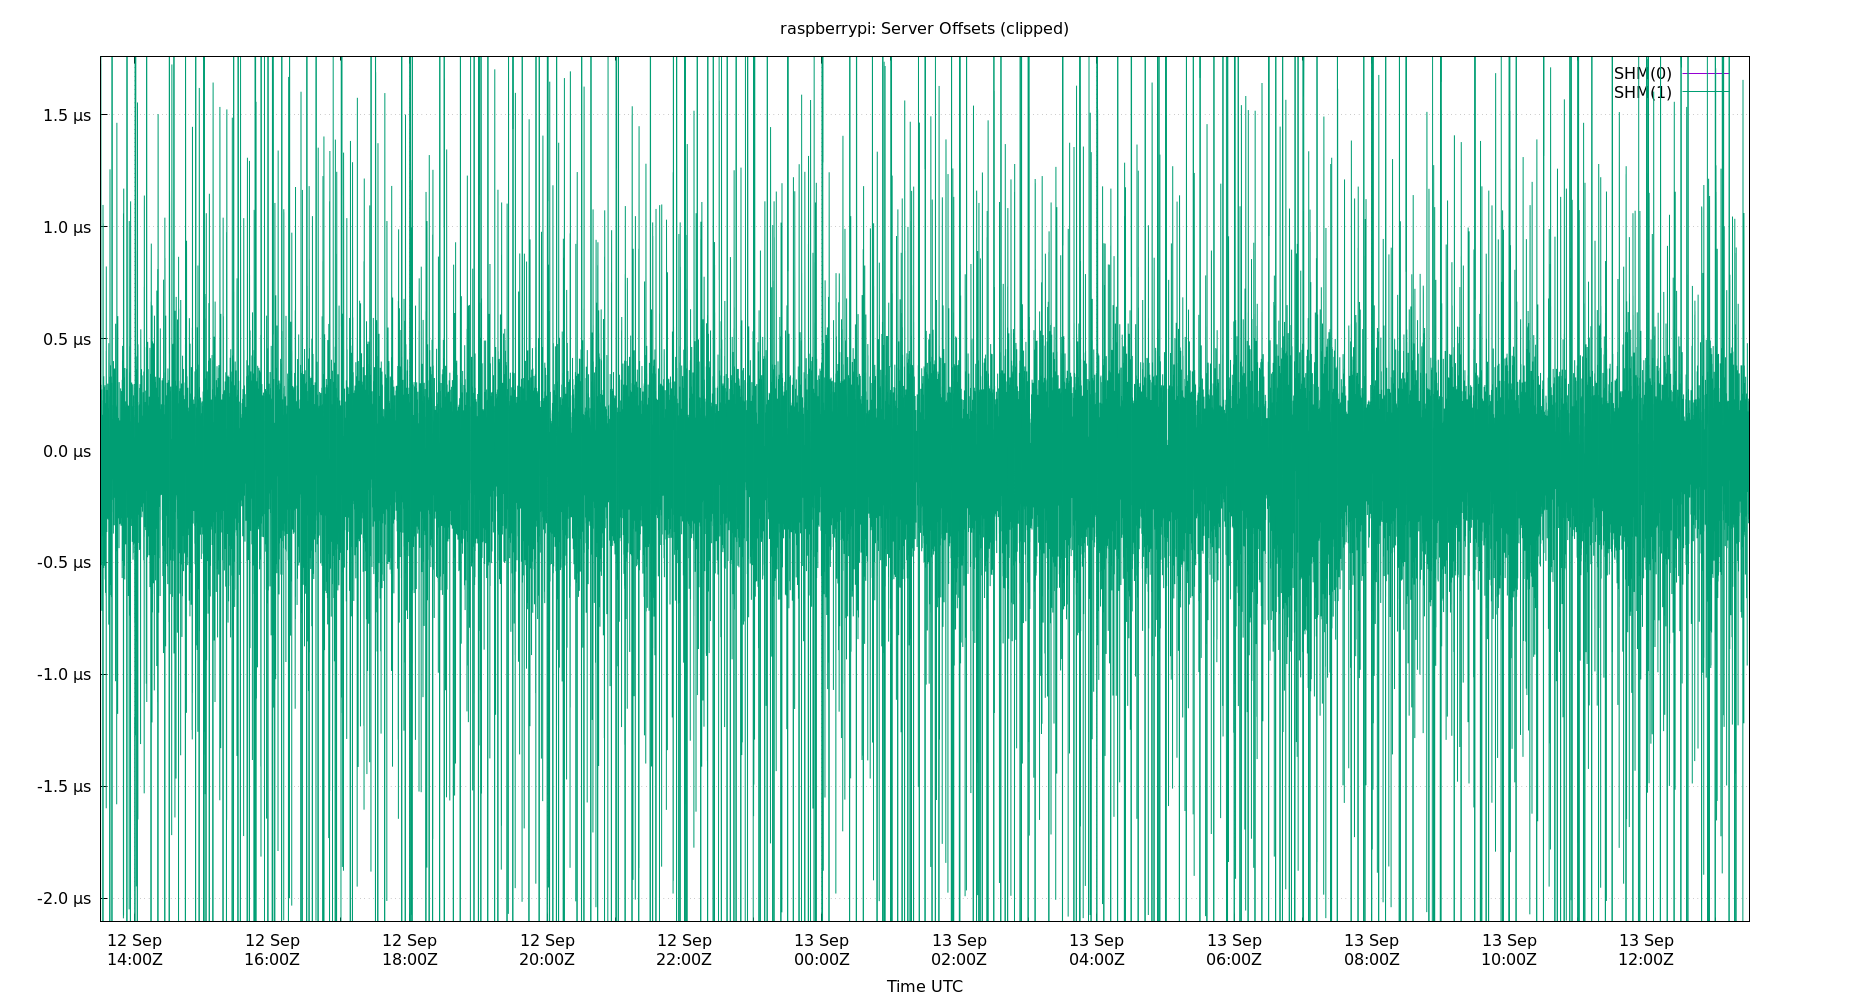 raspberrypi: Server Offsets (clipped)
SHM(0)
SHM(1)
1.5 µs
1.0 µs
0.5 µs
0.0 µs
-0.5 µs
-1.0 µs
-1.5 µs
-2.0 µs
12 Sep 12 Sep 12 Sep 12 Sep 12 Sep 13 Sep 13 Sep 13 Sep 13 Sep 13 Sep 13 Sep 13 Sep
14:00Z 16:00Z 18:00Z 20:00Z 22:00Z 00:00Z 02:00Z 04:00Z 06:00Z 08:00Z 10:00Z 12:00Z
Time UTC